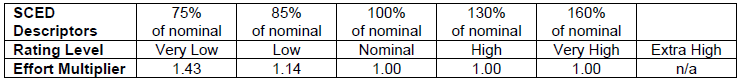 SCED Descriptors 75% of nominal 85% of nominal 100% of nominal 130% of nominal 160% of nominal
Rating Level Very Low Low Nominal High Very High Extra High
Effort Multiplier 1.43 1.14 1.00 1.00 1.00 n/a